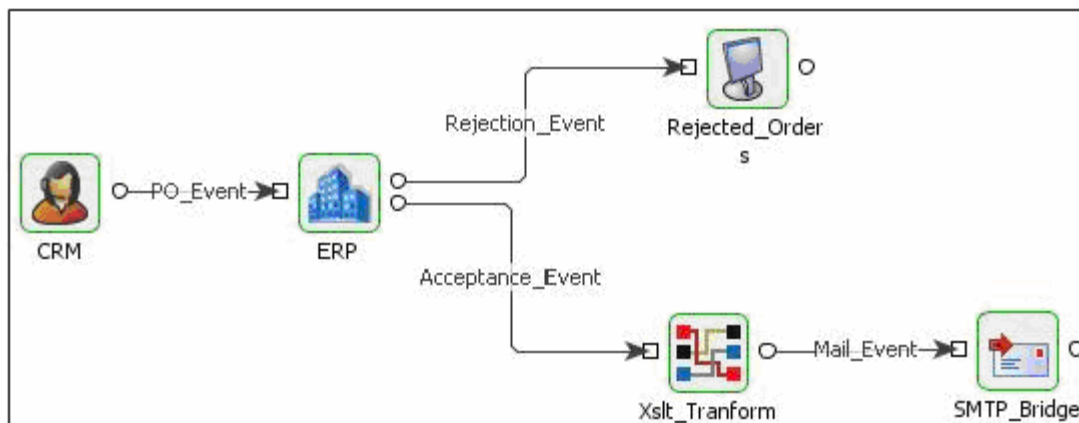 Rejection_Event
Rejected_Order
s
PO_Event
CRM
ERP
Acceptance_Event
Mail_Event
Xslt_Tranform
SMTP_Bridge